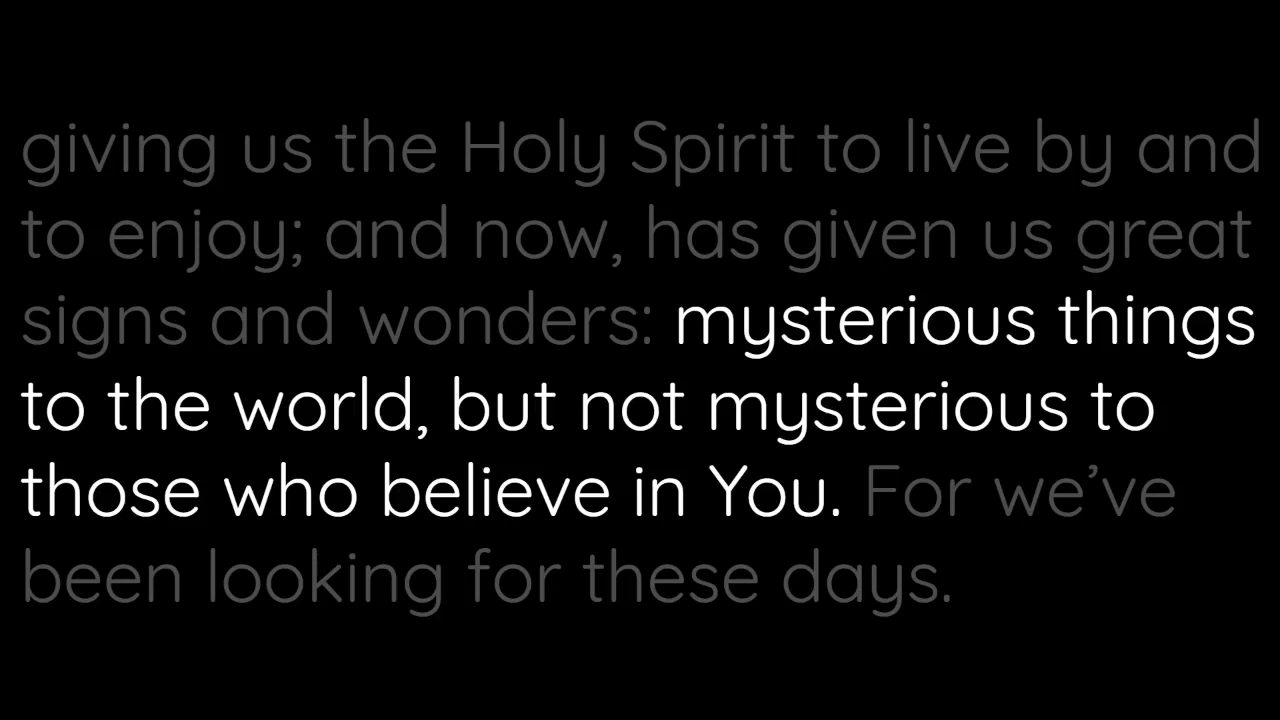 giving us the Holy Spirit to live by and
to enjoy; and now, has given us great
signs and wonders: mysterious things
to the world, but not mysterious to
those who believe in You. For we’ve
been looking for these days.